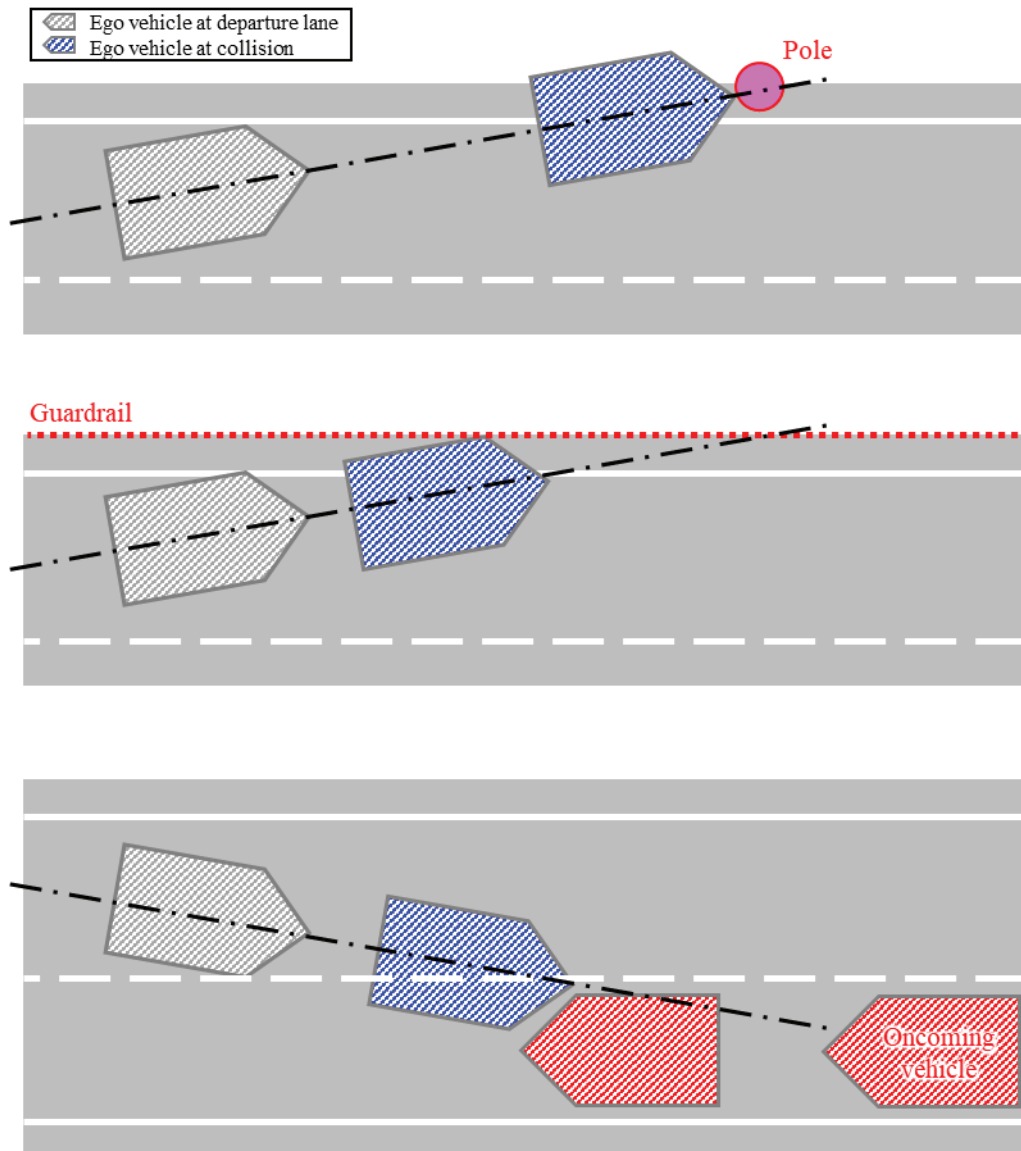 Ego vehicle at departure lane
Ego vehicle at collision
Pole
Guardrail
Oncoming
vehicle